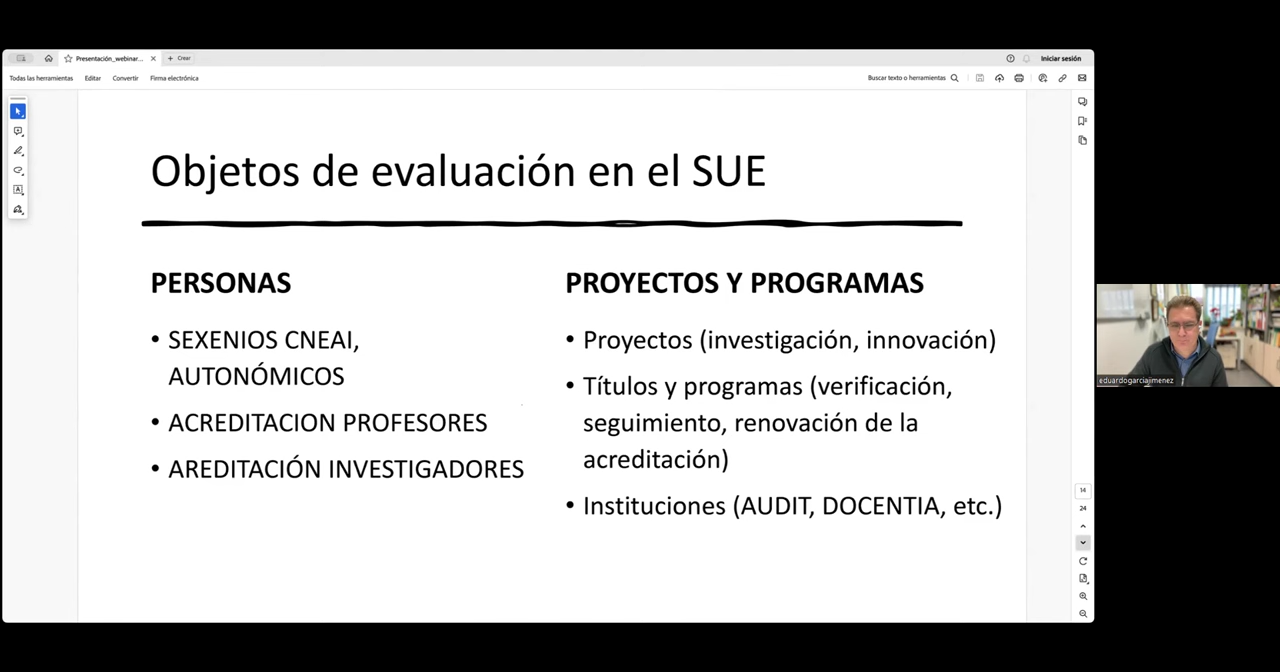 Presentación_webinar...
Crear
Iniciar sesión
Todas las herramientas Editar Convertir Firma electrónica
Buscar texto o herramientas
Objetos de evaluación en el SUE
PERSONAS
• SEXENIOS CNEAI,
AUTONÓMICOS
• ACREDITACION PROFESORES
• AREDITACIÓN INVESTIGADORES
PROYECTOS Y PROGRAMAS
• Proyectos (investigación, innovación)
• Títulos y programas (verificación,
seguimiento, renovación de la
acreditación)
• Instituciones (AUDIT, DOCENTIA, etc.)
14
24
eduardogarciajimenez